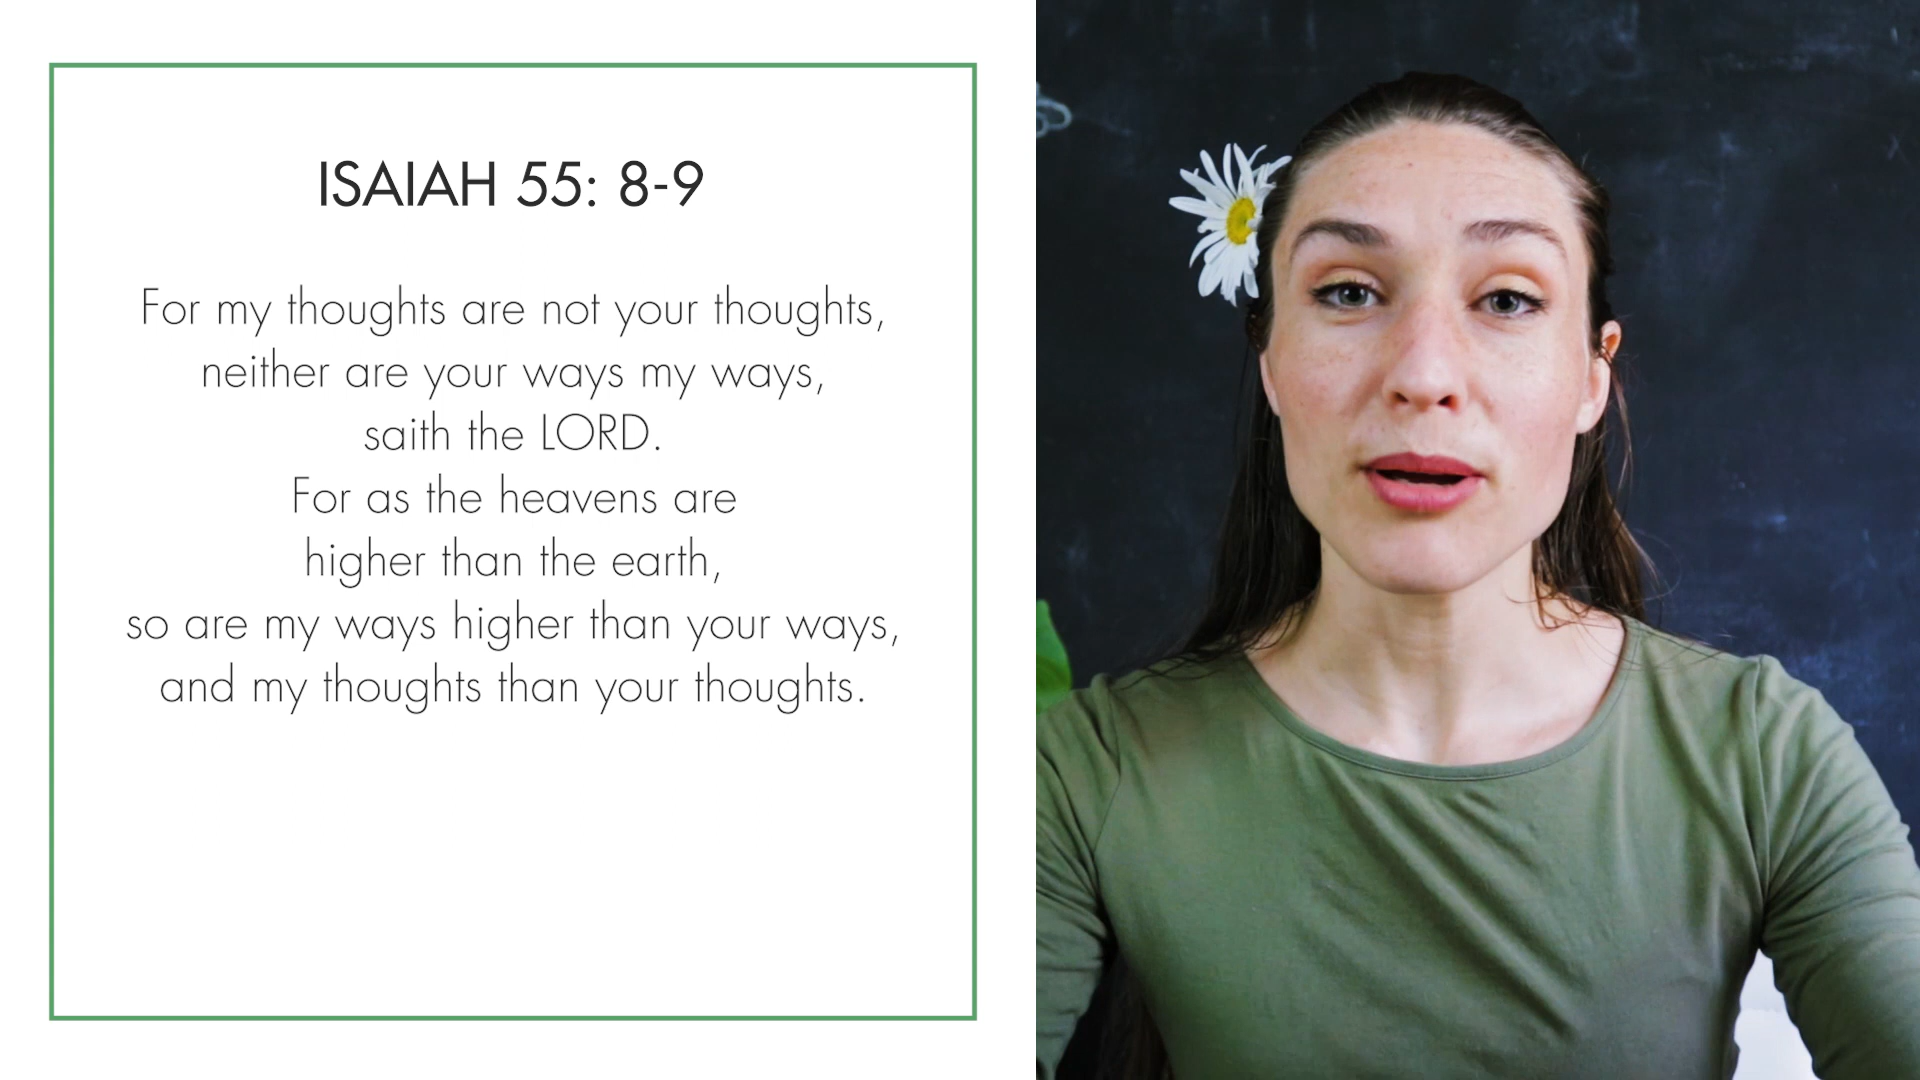 ISAIAH 55: 8-9
For my thoughts are not your thoughts,
neither are your ways my ways,
saith the LORD.
For as the heavens are
higher than the earth,
so are my ways higher than your ways,
and my thoughts than your thoughts.